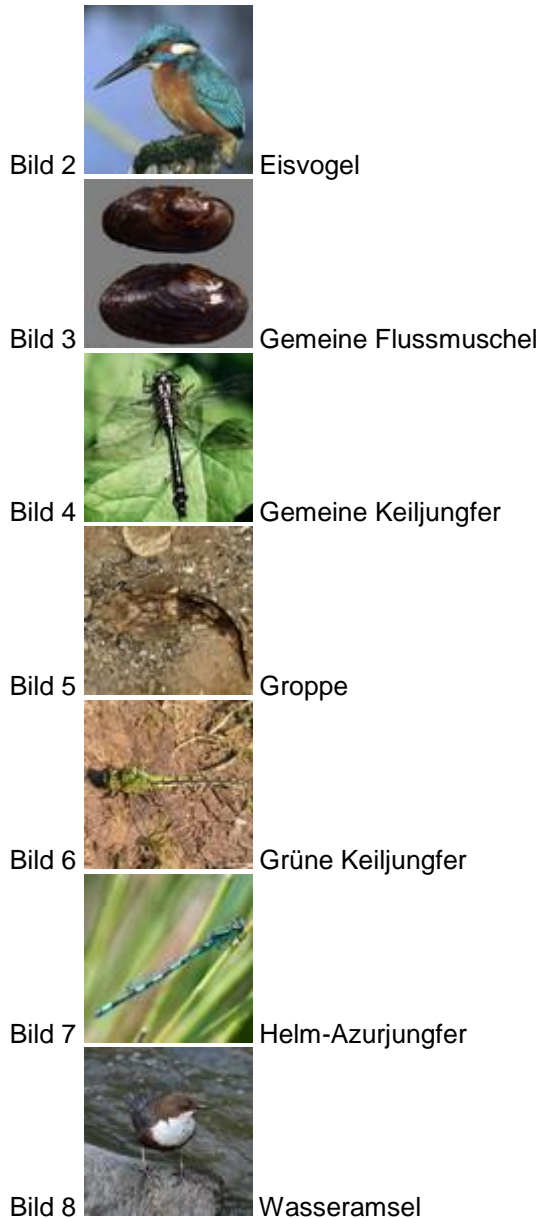 Bild 2 Eisvogel
Bild 3 Gemeine Flussmuschel
Bild 4 Gemeine Keiljungfer
Bild 5 Groppe
Bild 6 Grüne Keiljungfer
Bild 7 Helm-Azurjungfer
Bild 8 Wasseramsel